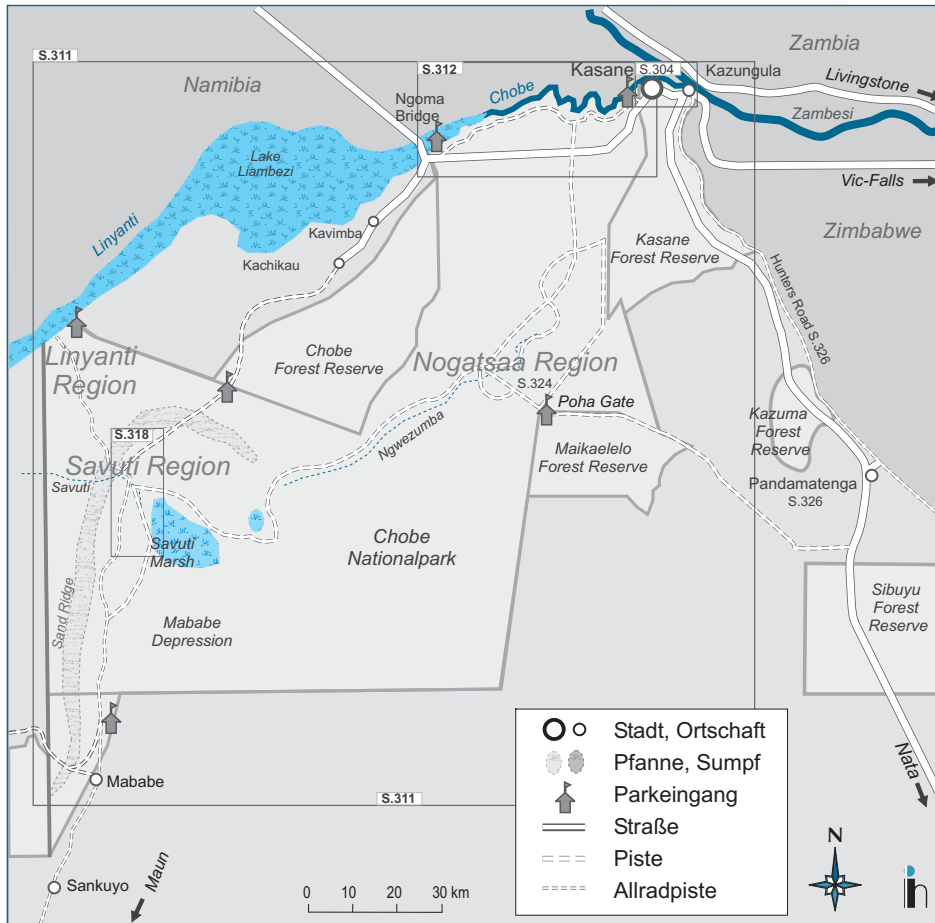 S.311
Zambia
S.312
Kasane
S.304
Kazungula
Namibia
Livingstone
Chobe
Ngoma
Bridge
Zambesi
Lake
Liambezi
Vic-Falls
Linyanti
Kavimba
Zimbabwe
Kasane
Forest Reserve
Kachikau
Hunters Road S.326
Linyanti
Region
Chobe
Forest Reserve
Nogatsaa Region
S.324
Poha Gate
Ngwezumba
Kazuma
Forest
Reserve
S.318
Maikaelelo
Forest Reserve
Savuti Region
Savuti
Pandamatenga
S.326
Savuti
Marsh
Chobe
Nationalpark
Sand Ridge
Sibuyu
Forest
Reserve
Mababe
Depression
Stadt, Ortschaft
Pfanne, Sumpf
Parkeingang
Straße
Piste
Allradpiste
Nata
Mababe
S.311
N
Maun
Sankuyo
0 10 20 30 km